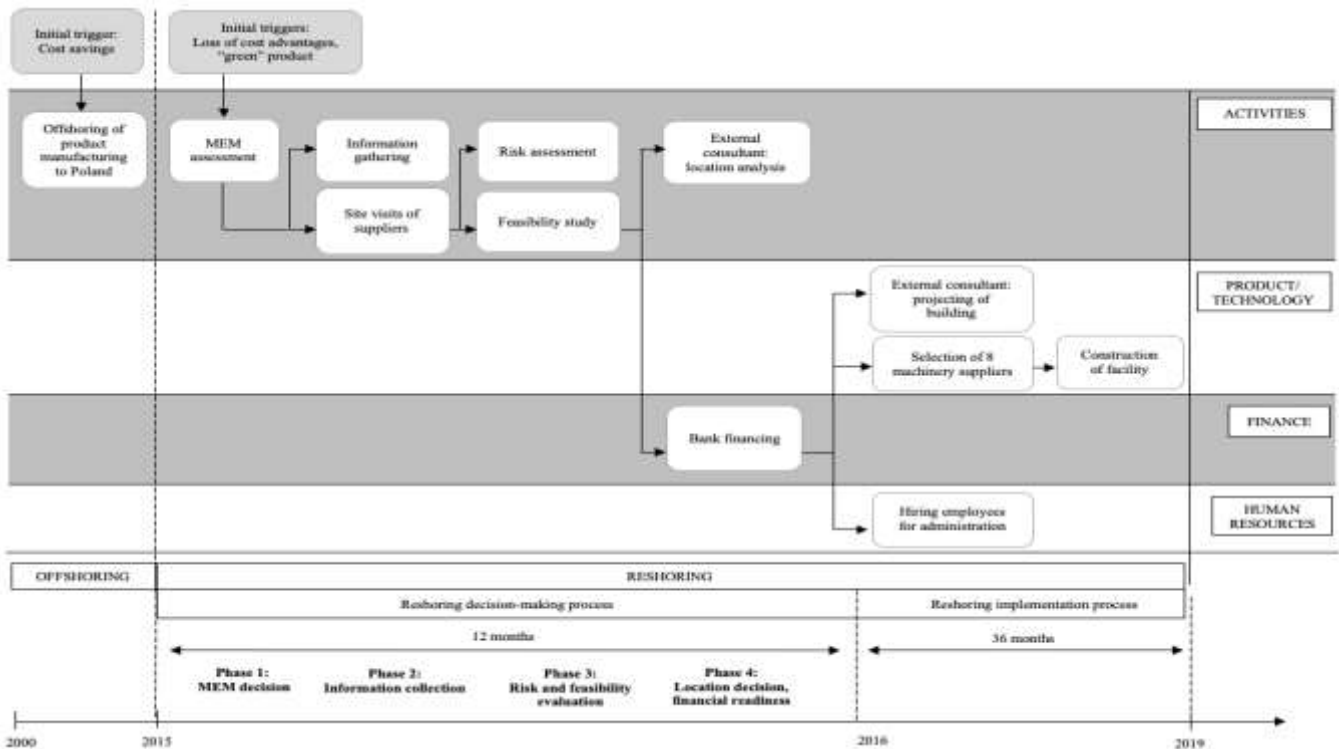 Initial trigger:
Cost savings
Initial triggers:
Loss of cost advantages,
"green" product
ACTIVITIES
Offshoring of
product
manufacturing
to Poland
MEM
assessment
Information
gathering
Risk assessment
External
consultant:
location analysis
Site visits of
suppliers
Feasibility study
PRODUCT/
TECHNOLOGY
External consultant:
projecting of
building
Selection of 8
machinery suppliers
Construction
of facility
FINANCE
Bank financing
HUMAN
RESOURCES
Hiring employees
for administration
OFFSHORING
RESHORING
Reshoring decision-making process
Reshoring implementation process
12 months
36 months
Phase 1:
MEM decision
Phase 2:
Information collection
Phase 3:
Risk and feasibility
evaluation
Phase 4:
Location decision,
financial readiness
2000
2015
2016
2019